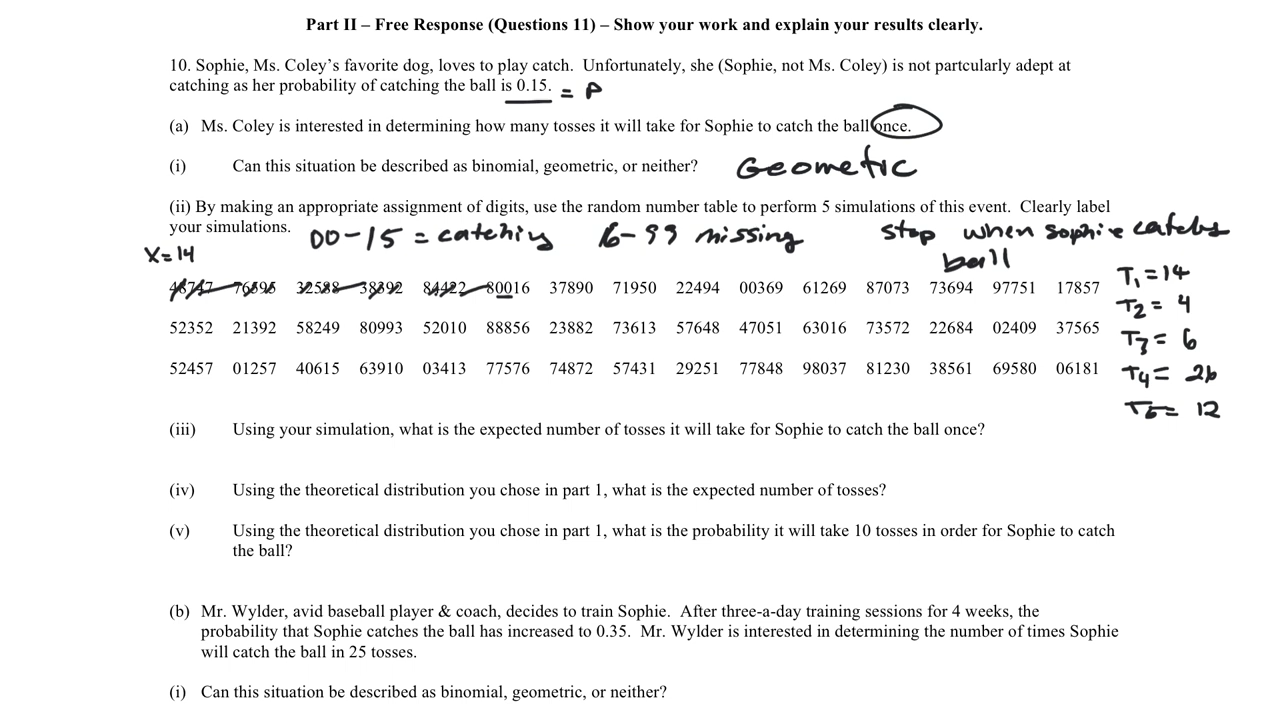 Part II – Free Response (Questions 11) – Show your work and explain your results clearly.
10. Sophie, Ms. Coley’s favorite dog, loves to play catch. Unfortunately, she (Sophie, not Ms. Coley) is not partcularly adept at
catching as her probability of catching the ball is 0.15. = P
(a) Ms. Coley is interested in determining how many tosses it will take for Sophie to catch the ball once.
(i) Can this situation be described as binomial, geometric, or neither? Geometric
(ii) By making an appropriate assignment of digits, use the random number table to perform 5 simulations of this event. Clearly label
your simulations. 00-15 = catching 16-99 missing stop when sophie catches
ball
X=14
48747 76595 32588 38392 84422 80016 37890 71950 22494 00369 61269 87073 73694 97751 17857
T1 = 14
T2 = 4
52352 21392 58249 80993 52010 88856 23882 73613 57648 47051 63016 73572 22684 02409 37565
T3 = 6
52457 01257 40615 63910 03413 77576 74872 57431 29251 77848 98037 81230 38561 69580 06181
T4 = 26
T5 = 12
(iii) Using your simulation, what is the expected number of tosses it will take for Sophie to catch the ball once?
(iv) Using the theoretical distribution you chose in part 1, what is the expected number of tosses?
(v) Using the theoretical distribution you chose in part 1, what is the probability it will take 10 tosses in order for Sophie to catch
the ball?
(b) Mr. Wylder, avid baseball player & coach, decides to train Sophie. After three-a-day training sessions for 4 weeks, the
probability that Sophie catches the ball has increased to 0.35. Mr. Wylder is interested in determining the number of times Sophie
will catch the ball in 25 tosses.
(i) Can this situation be described as binomial, geometric, or neither?